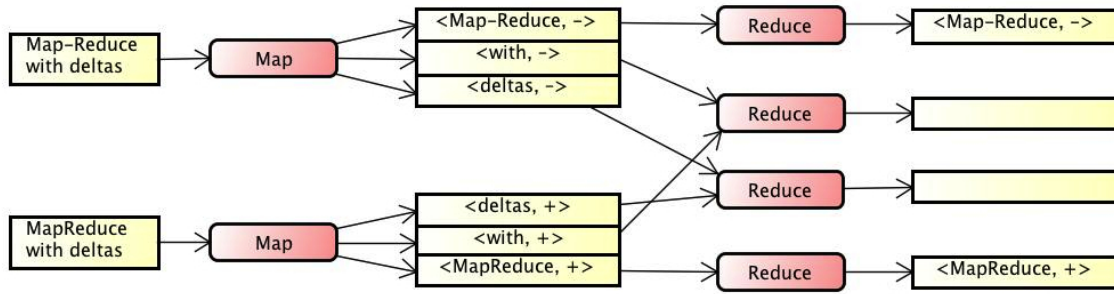 Map-Reduce
with deltas
Map
<Map-Reduce, ->
<with, ->
<deltas, ->
Reduce
<Map-Reduce, ->
Reduce
Reduce
MapReduce
with deltas
Map
<deltas, +>
<with, +>
<MapReduce, +>
Reduce
<MapReduce, +>